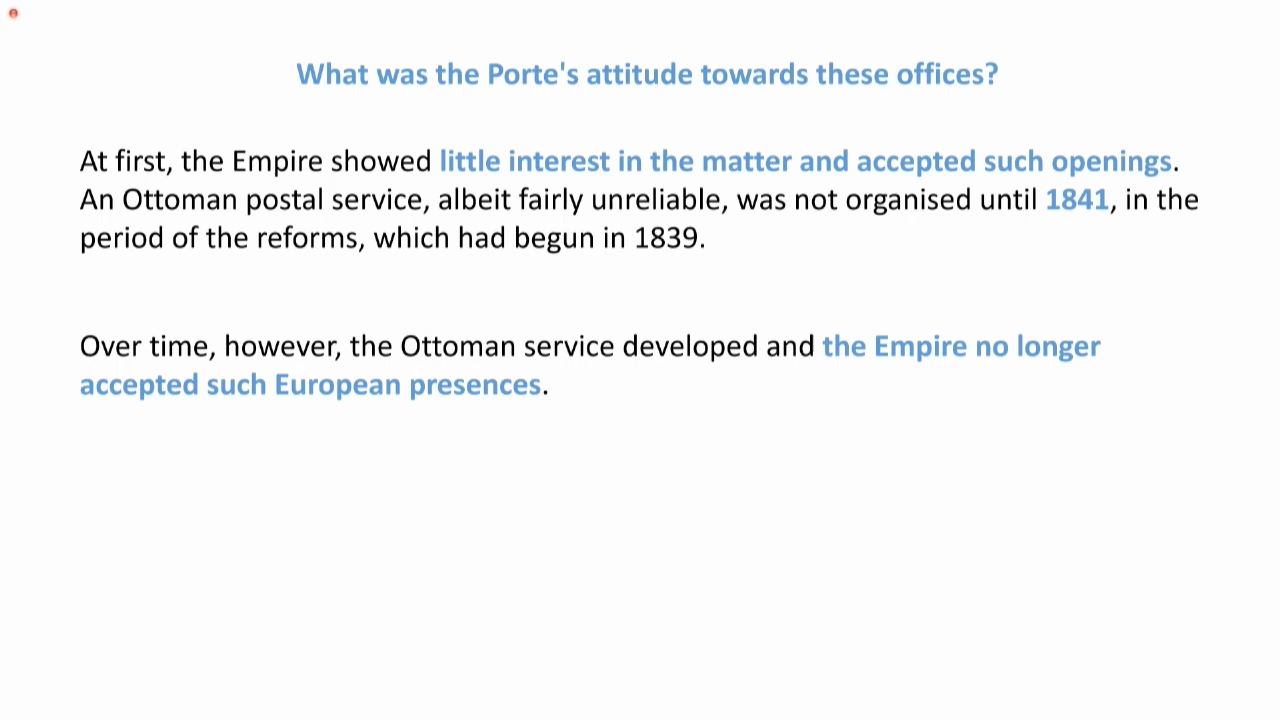 What was the Porte's attitude towards these offices?
At first, the Empire showed little interest in the matter and accepted such openings.
An Ottoman postal service, albeit fairly unreliable, was not organised until 1841, in the
period of the reforms, which had begun in 1839.
Over time, however, the Ottoman service developed and the Empire no longer
accepted such European presences.